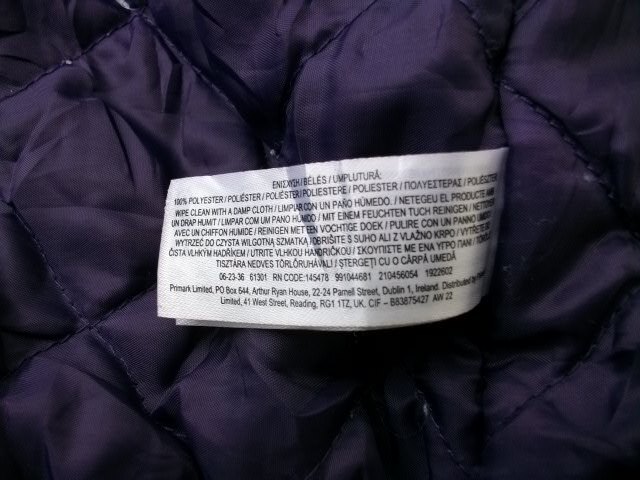 ΕΝΙΣΧΥΣΗ / BÉLÉS / UMPLUTURĂ:
100% POLYESTER / POLIÉSTER / POLIÉSTER / POLIESTERE / POLIESTER / ΠΟΛΥΕΣΤΕΡΑΣ / POLIÉSZTER
WIPE CLEAN WITH A DAMP CLOTH / LIMPIAR CON UN PAÑO HÚMEDO. / NETEGEU EL PRODUCTE AMB
UN DRAP HUMIT / LIMPAR COM UM PANO HÚMIDO / MIT EINEM FEUCHTEN TUCH REINIGEN. / NETTOYER
AVEC UN CHIFFON HUMIDE / REINIGEN MET EEN VOCHTIGE DOEK / PULIRE CON UN PANNO UMIDO
WYTRZEĆ DO CZYSTA WILGOTNĄ SZMATKĄ / OBRIŠITE S SUHO ALI Z VLAŽNO KRPO / VYTŘETE DO
ČISTA VLHKÝM HADŘÍKEM / UTRITE VLHKOU HANDRIČKOU / ΣΚΟΥΠΙΣΤΕ ΜΕ ΕΝΑ ΥΓΡΟ ΠΑΝΙ /
TISZTÁRA NEDVES TÖRLŐRUHÁVAL / ȘTERGEȚI CU O CÂRPĂ UMEDĂ
06-23-36 61301 RN CODE:145478 991044681 210456054 1922602
Primark Limited, PO Box 644, Arthur Ryan House, 22-24 Parnell Street, Dublin 1, Ireland. Distributed by
Limited, 41 West Street, Reading, RG1 1TZ, UK. CIF – B83875427 AW 22